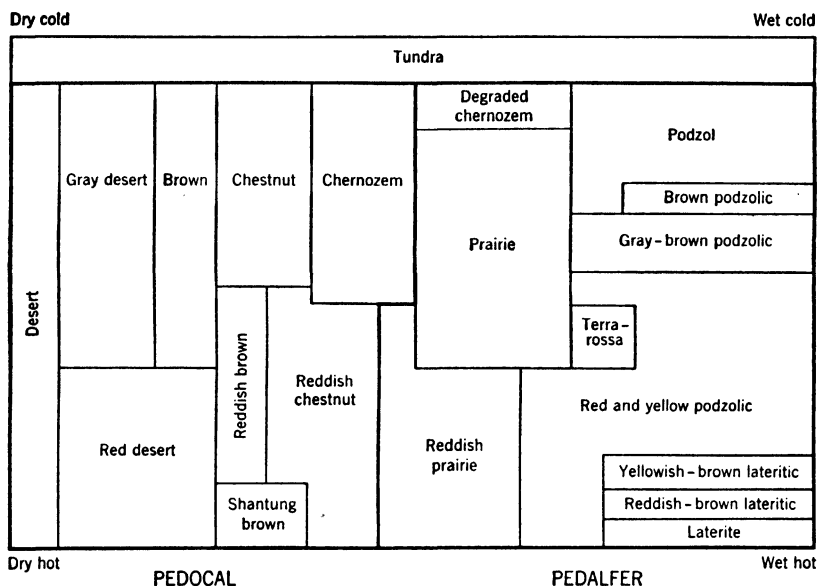 Dry cold
Wet cold
Tundra
Degraded
chernozem
Podzol
Gray desert
Brown
Chestnut
Chernozem
Brown podzolic
Prairie
Gray-brown podzolic
Desert
Terra-
rossa
Reddish brown
Reddish
chestnut
Red and yellow podzolic
Red desert
Reddish
prairie
Yellowish-brown lateritic
Shantung
brown
Reddish-brown lateritic
Laterite
Dry hot
Wet hot
PEDOCAL
PEDALFER